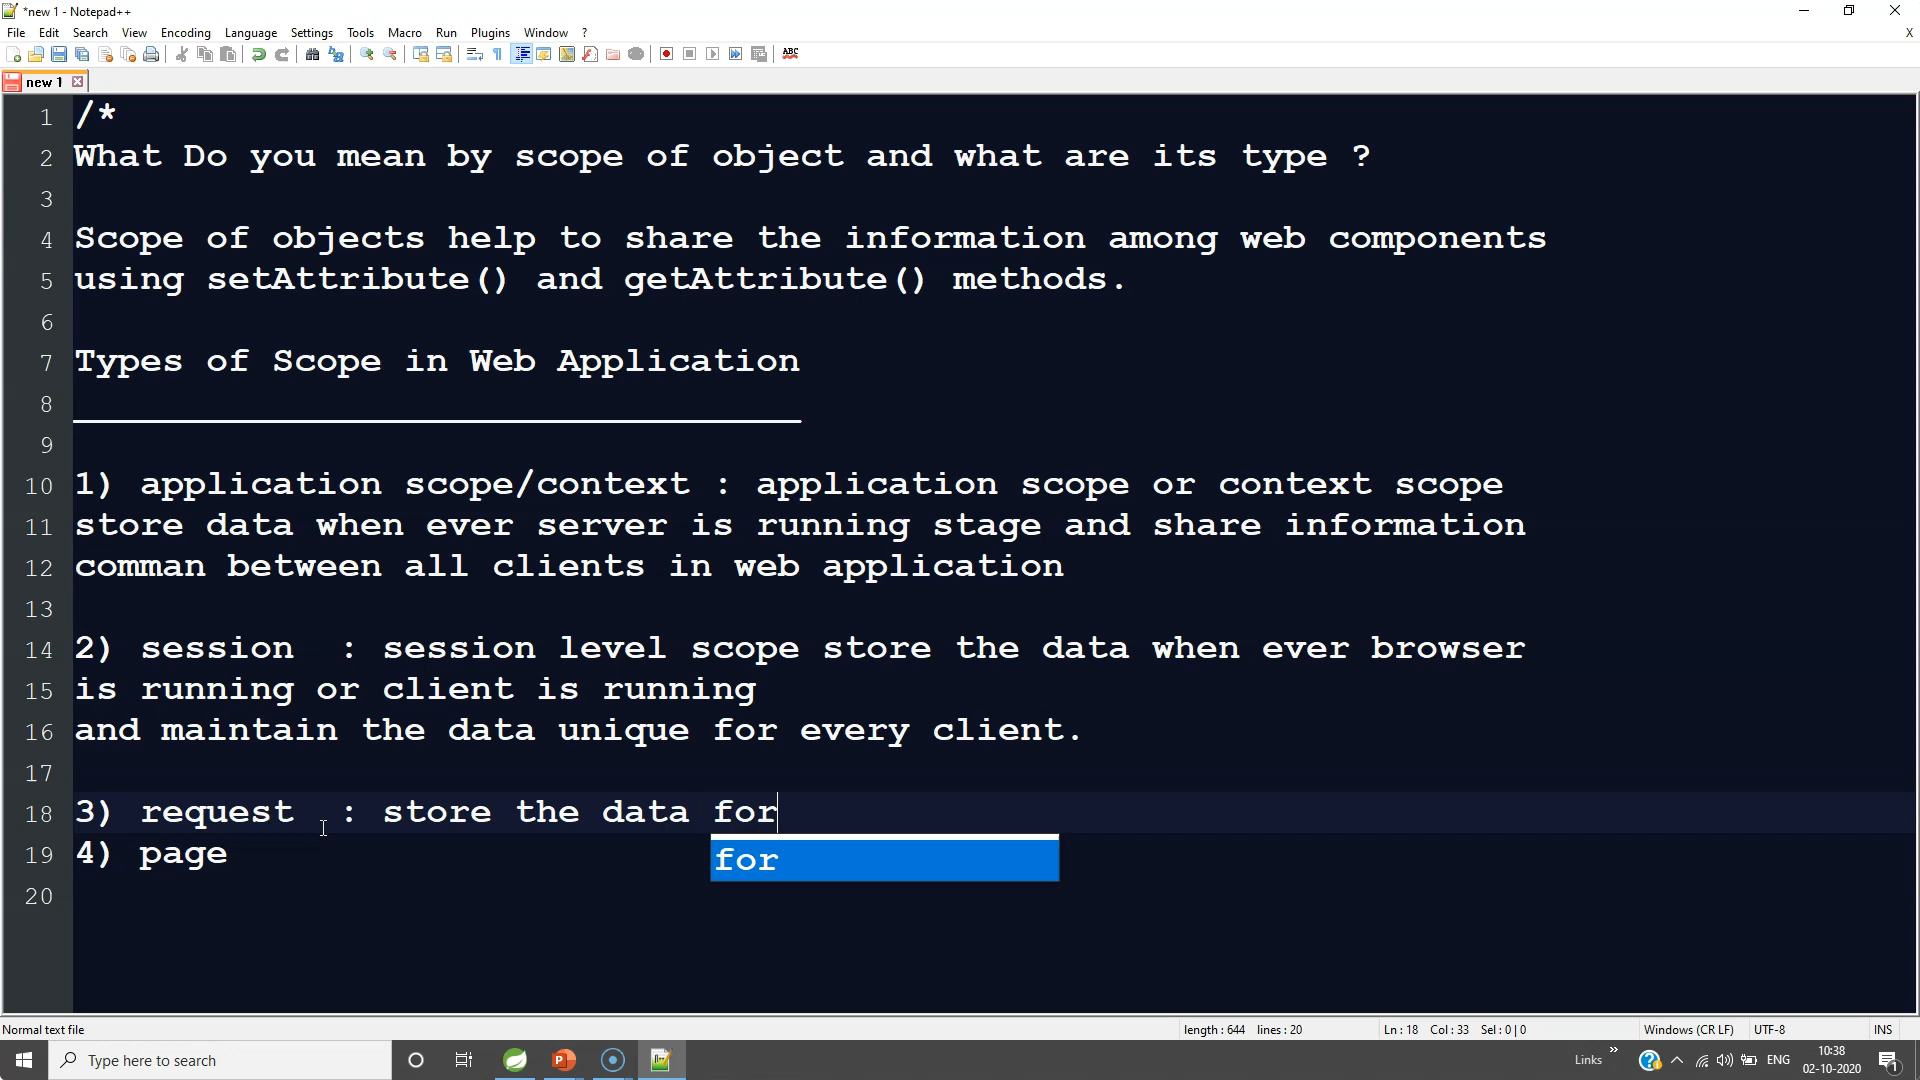 *new 1 - Notepad++
File Edit Search View Encoding Language Settings Tools Macro Run Plugins Window ? X
ABC
new 1
1 /*
2 What Do you mean by scope of object and what are its type ?
3
4 Scope of objects help to share the information among web components
5 using setAttribute() and getAttribute() methods.
6
7 Types of Scope in Web Application
8 _________________________________
9
10 1) application scope/context : application scope or context scope
11 store data when ever server is running stage and share information
12 comman between all clients in web application
13
14 2) session  : session level scope store the data when ever browser
15 is running or client is running
16 and maintain the data unique for every client.
17
18 3) request  : store the data for
19 4) page
for
20
Normal text file length : 644 lines : 20 Ln : 18 Col : 33 Sel : 0 | 0 Windows (CR LF) UTF-8 INS
Type here to search Links » ENG 10:38
02-10-2020 1